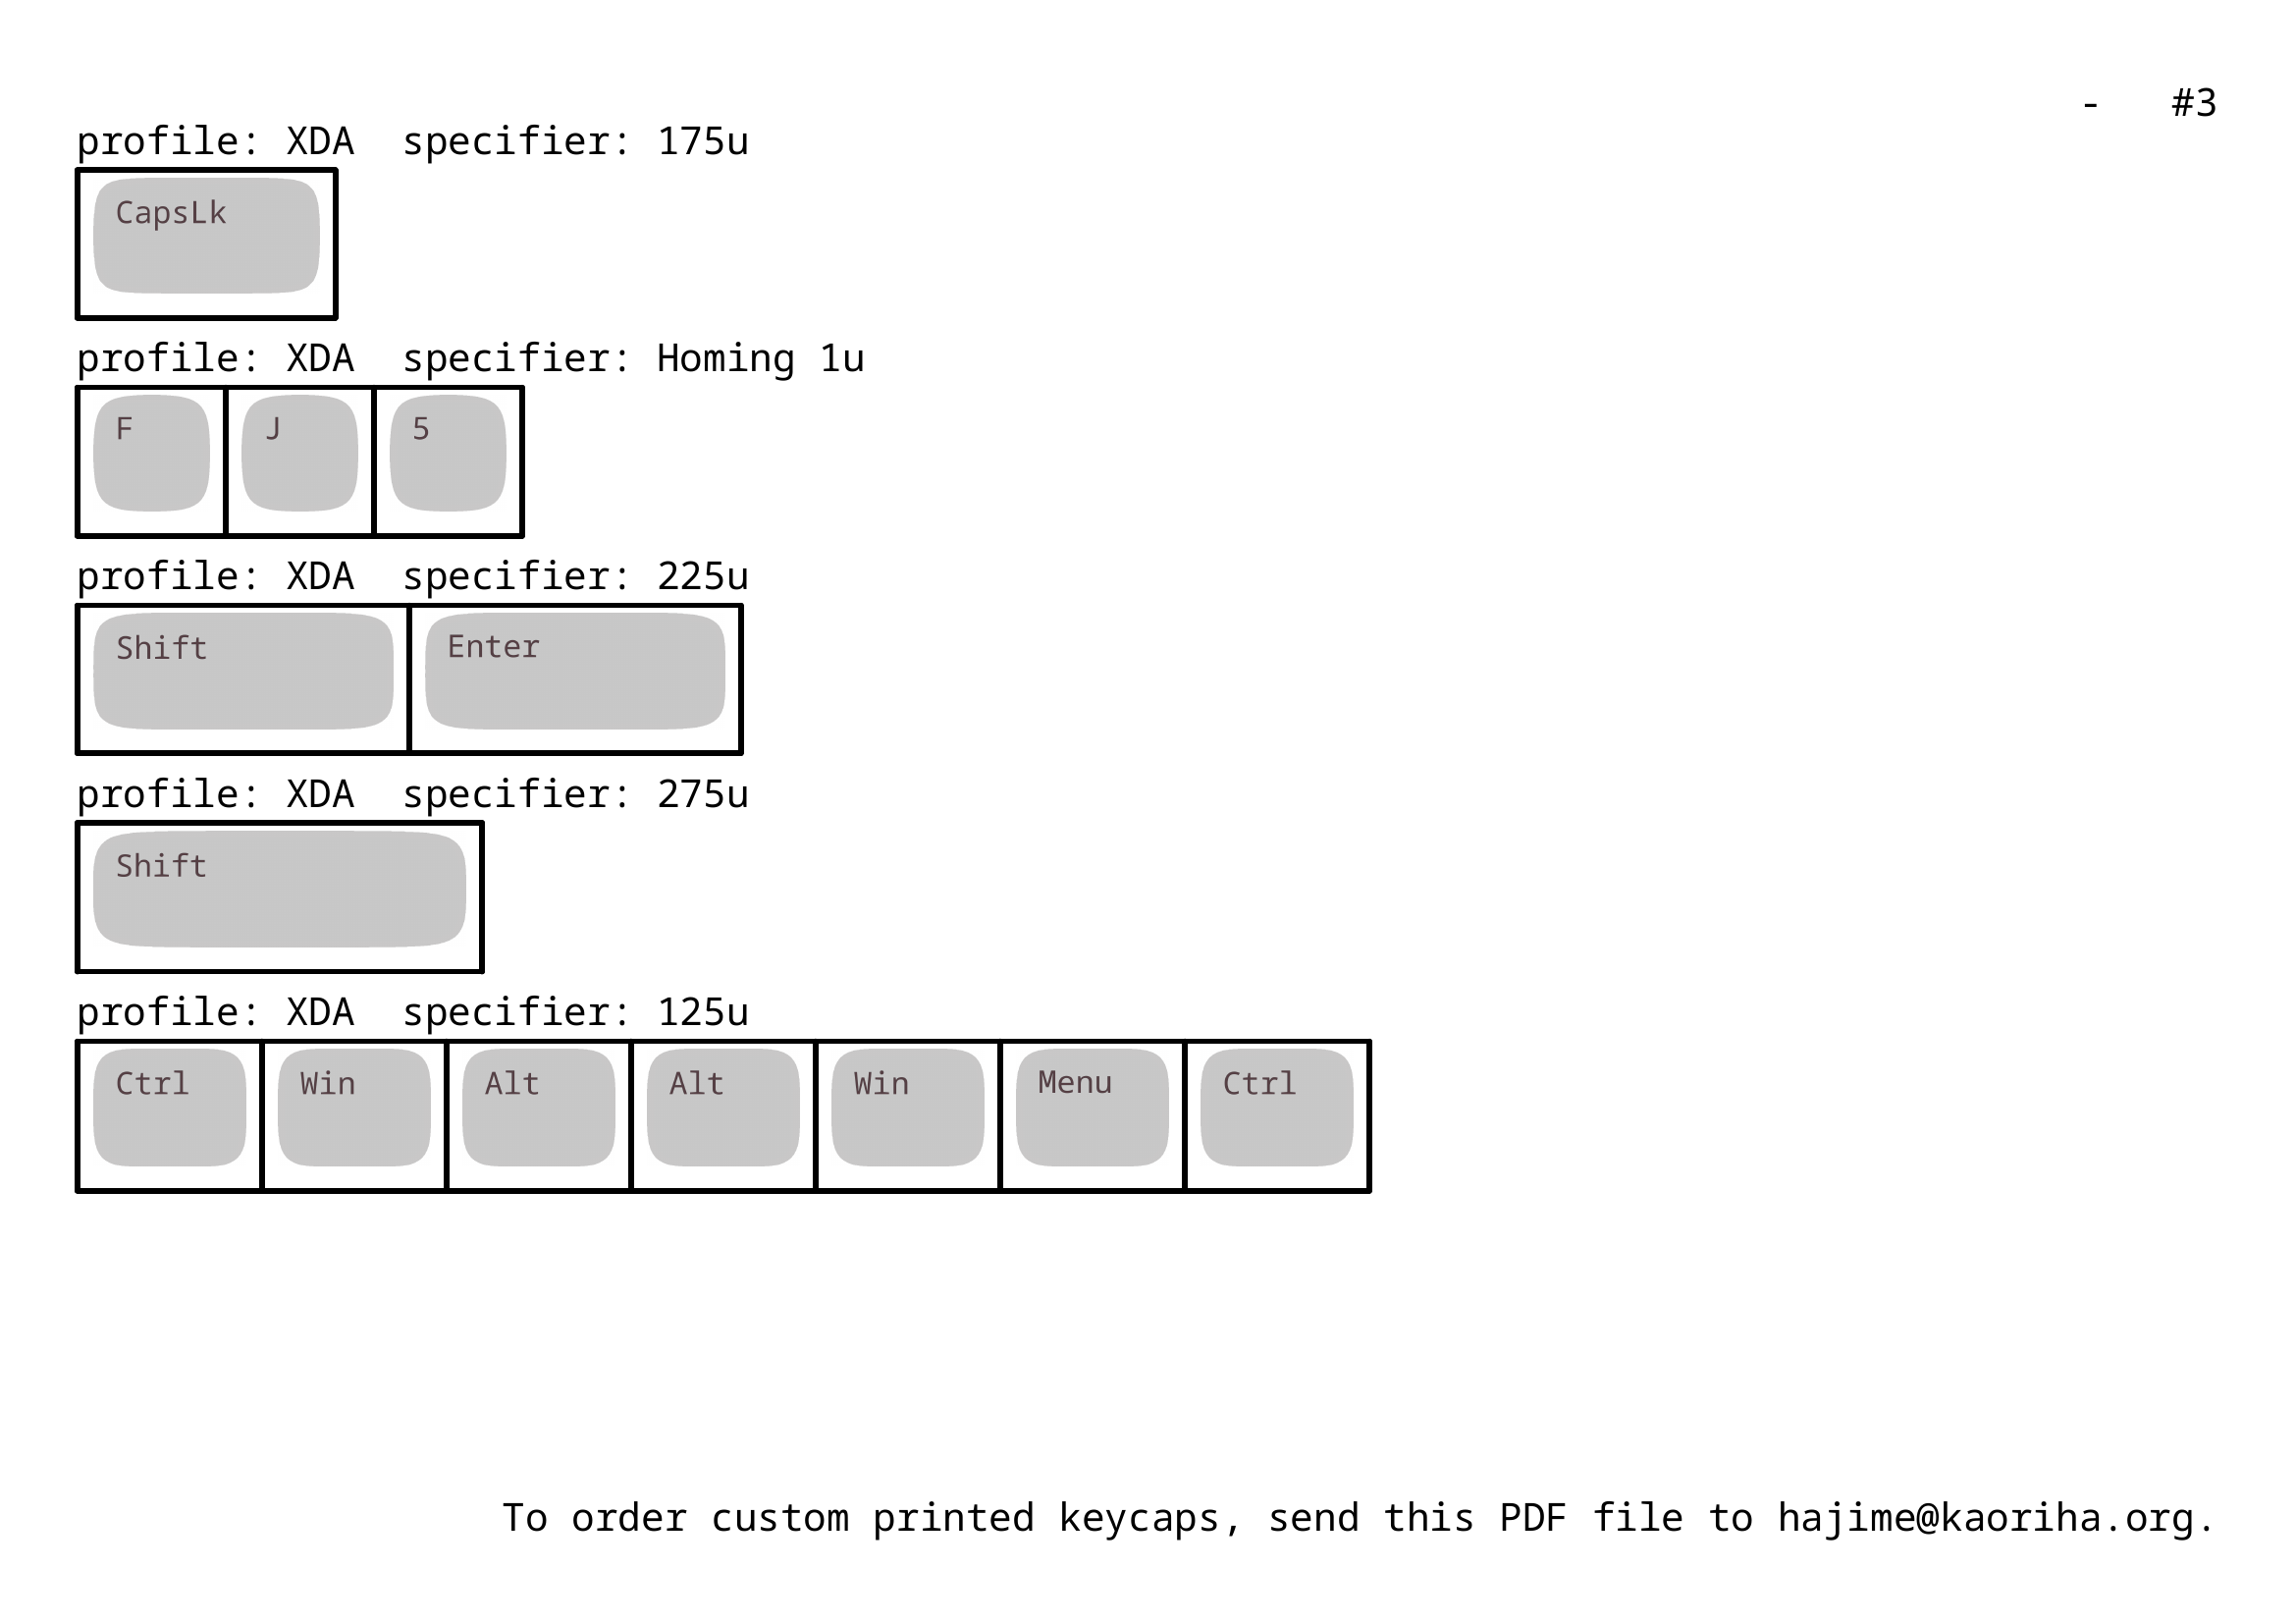 - #3
profile: XDA specifier: 175u
CapsLk
profile: XDA specifier: Homing 1u
F J 5
profile: XDA specifier: 225u
Shift Enter
profile: XDA specifier: 275u
Shift
profile: XDA specifier: 125u
Ctrl Win Alt Alt Win Menu Ctrl
To order custom printed keycaps, send this PDF file to hajime@kaoriha.org.